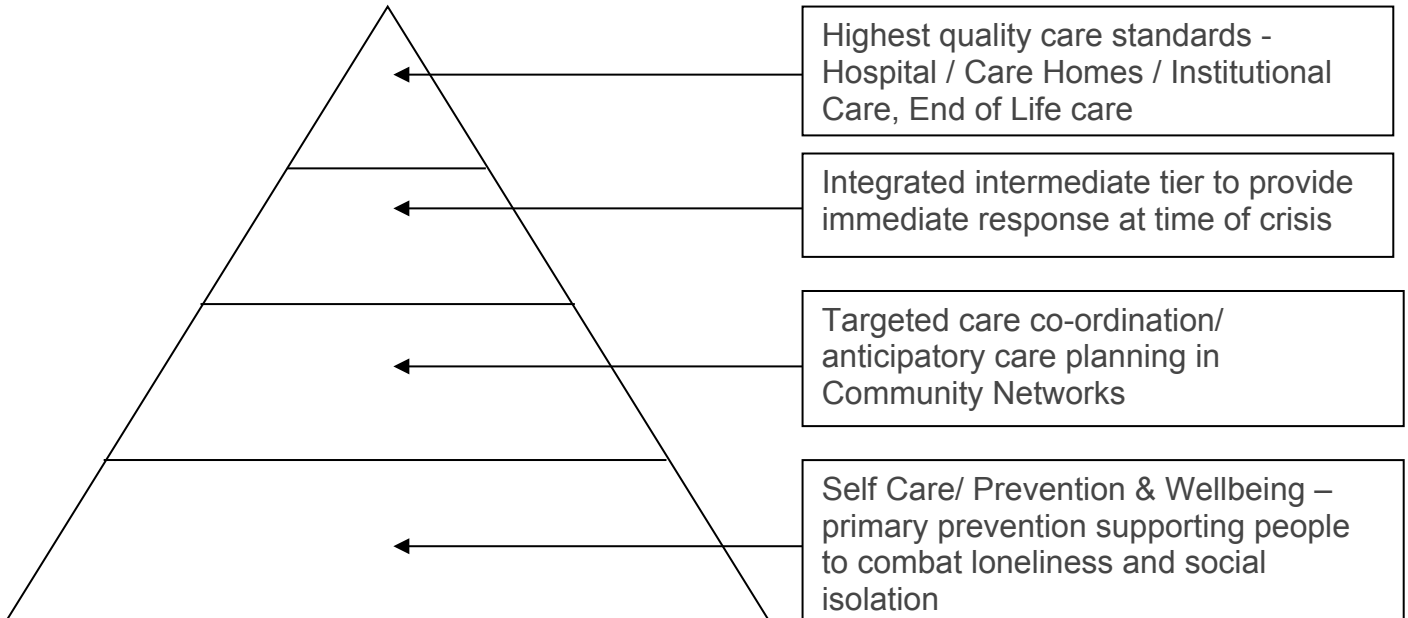 Highest quality care standards -
Hospital / Care Homes / Institutional
Care, End of Life care
Integrated intermediate tier to provide
immediate response at time of crisis
Targeted care co-ordination/
anticipatory care planning in
Community Networks
Self Care/ Prevention & Wellbeing –
primary prevention supporting people
to combat loneliness and social
isolation